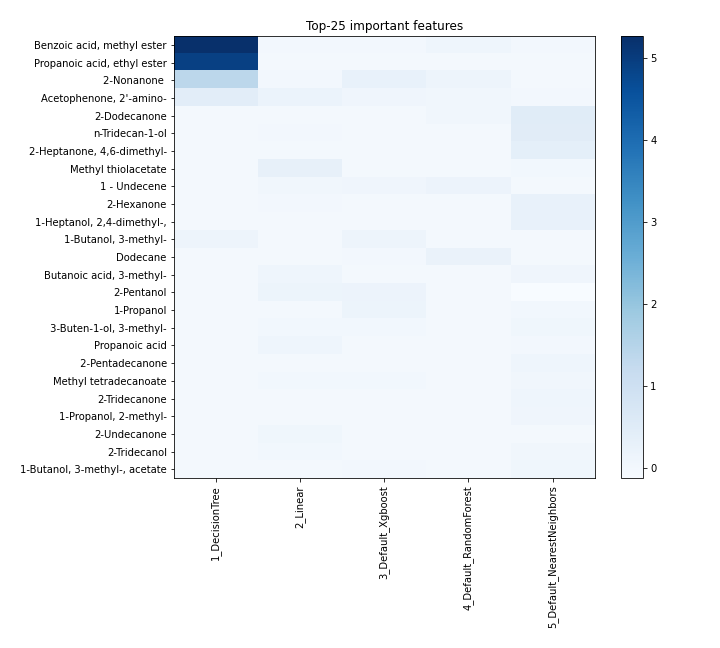 Top-25 important features
Benzoic acid, methyl ester
Propanoic acid, ethyl ester
2-Nonanone
Acetophenone, 2'-amino-
2-Dodecanone
n-Tridecan-1-ol
2-Heptanone, 4,6-dimethyl-
Methyl thiolacetate
1 - Undecene
2-Hexanone
1-Heptanol, 2,4-dimethyl-,
1-Butanol, 3-methyl-
Dodecane
Butanoic acid, 3-methyl-
2-Pentanol
1-Propanol
3-Buten-1-ol, 3-methyl-
Propanoic acid
2-Pentadecanone
Methyl tetradecanoate
2-Tridecanone
1-Propanol, 2-methyl-
2-Undecanone
2-Tridecanol
1-Butanol, 3-methyl-, acetate
1_DecisionTree
2_Linear
3_Default_Xgboost
4_Default_RandomForest
5_Default_NearestNeighbors
5
4
3
2
1
0